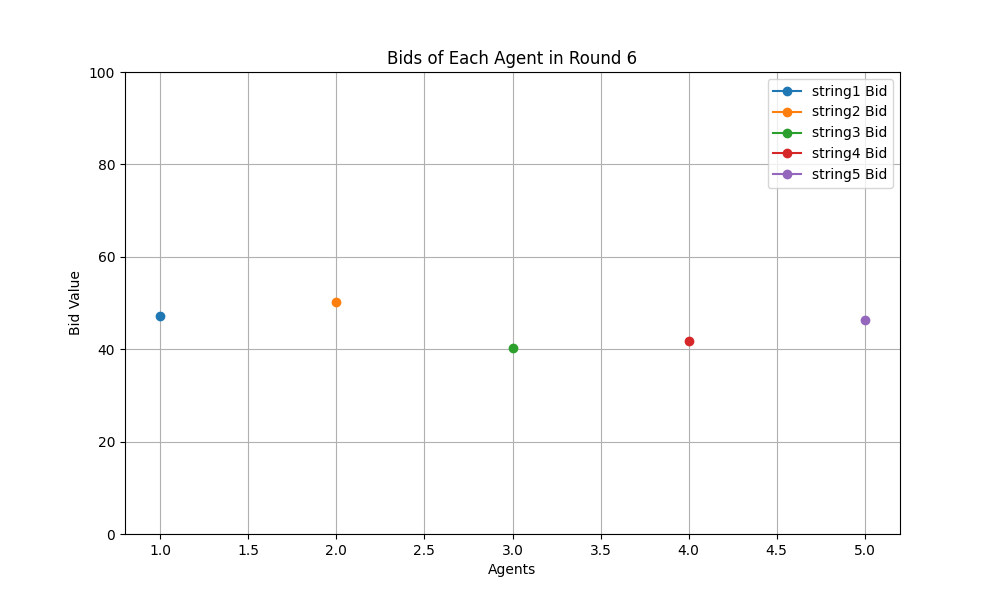 Bids of Each Agent in Round 6
string1 Bid
string2 Bid
string3 Bid
string4 Bid
string5 Bid
Bid Value
100
80
60
40
20
0
1.0 1.5 2.0 2.5 3.0 3.5 4.0 4.5 5.0
Agents